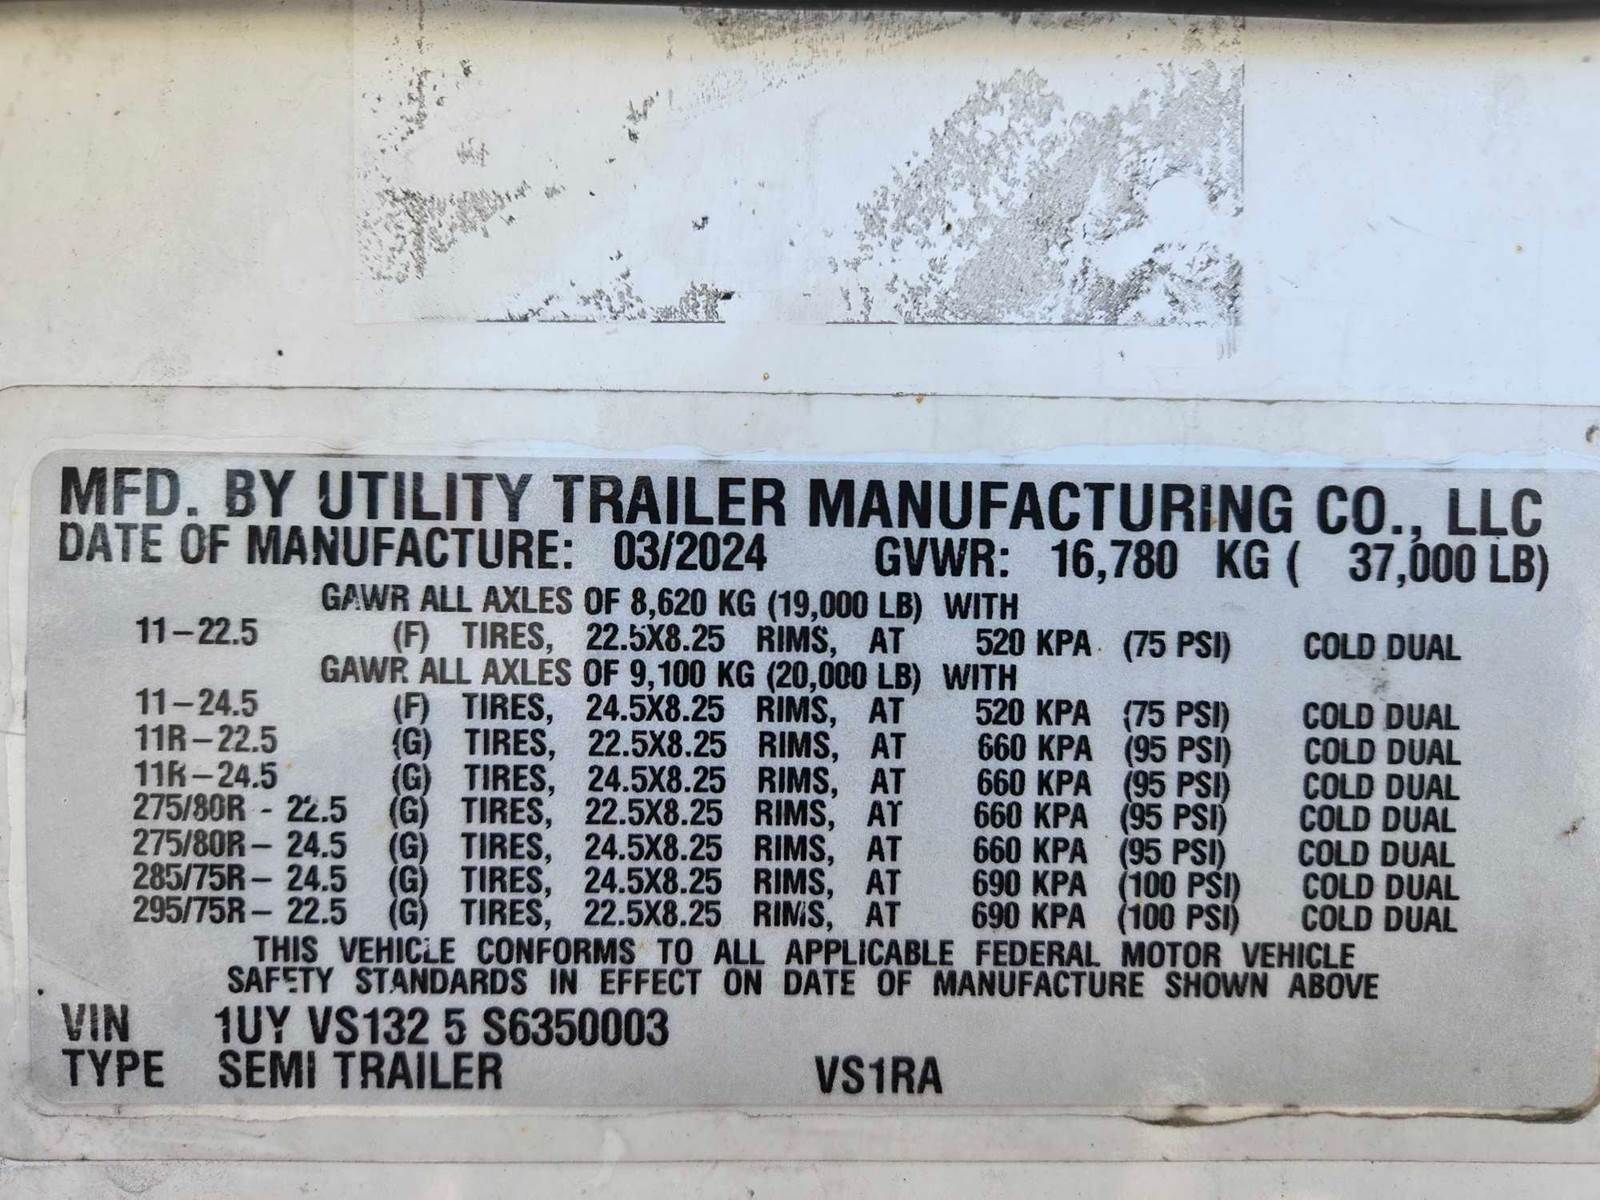 MFD. BY UTILITY TRAILER MANUFACTURING CO., LLC
DATE OF MANUFACTURE: 03/2024 GVWR: 16,780 KG ( 37,000 LB)
GAWR ALL AXLES OF 8,620 KG (19,000 LB) WITH
11-22.5 (F) TIRES, 22.5X8.25 RIMS, AT 520 KPA (75 PSI) COLD DUAL
GAWR ALL AXLES OF 9,100 KG (20,000 LB) WITH
11-24.5 (F) TIRES, 24.5X8.25 RIMS, AT 520 KPA (75 PSI) COLD DUAL
11R-22.5 (G) TIRES, 22.5X8.25 RIMS, AT 660 KPA (95 PSI) COLD DUAL
11R-24.5 (G) TIRES, 24.5X8.25 RIMS, AT 660 KPA (95 PSI) COLD DUAL
275/80R - 22.5 (G) TIRES, 22.5X8.25 RIMS, AT 660 KPA (95 PSI) COLD DUAL
275/80R- 24.5 (G) TIRES, 24.5X8.25 RIMS, AT 660 KPA (95 PSI) COLD DUAL
285/75R- 24.5 (G) TIRES, 24.5X8.25 RIMS, AT 690 KPA (100 PSI) COLD DUAL
295/75R- 22.5 (G) TIRES, 22.5X8.25 RIMS, AT 690 KPA (100 PSI) COLD DUAL
THIS VEHICLE CONFORMS TO ALL APPLICABLE FEDERAL MOTOR VEHICLE
SAFETY STANDARDS IN EFFECT ON DATE OF MANUFACTURE SHOWN ABOVE
VIN 1UY VS132 5 S6350003
TYPE SEMI TRAILER VS1RA